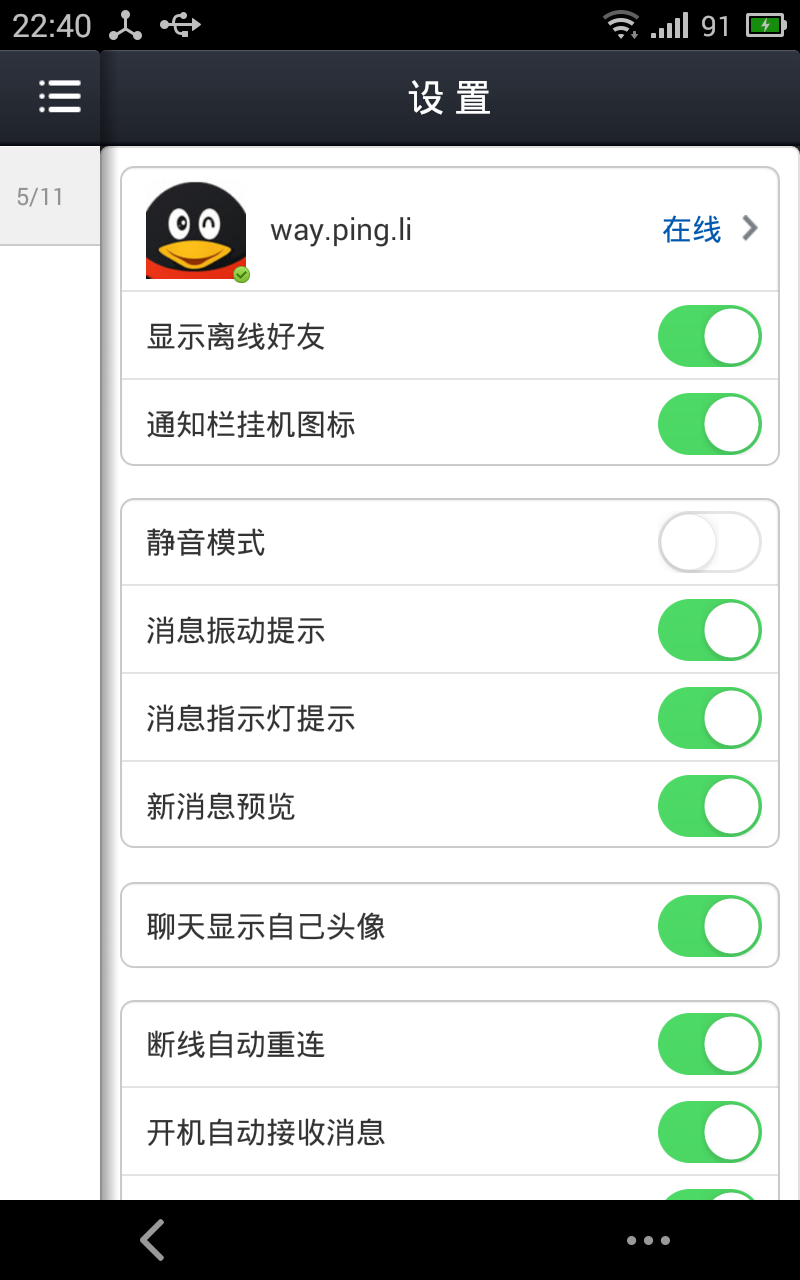 22:40
91
设置
5/11
way.ping.li
在线
显示离线好友
通知栏挂机图标
静音模式
消息振动提示
消息指示灯提示
新消息预览
聊天显示自己头像
断线自动重连
开机自动接收消息